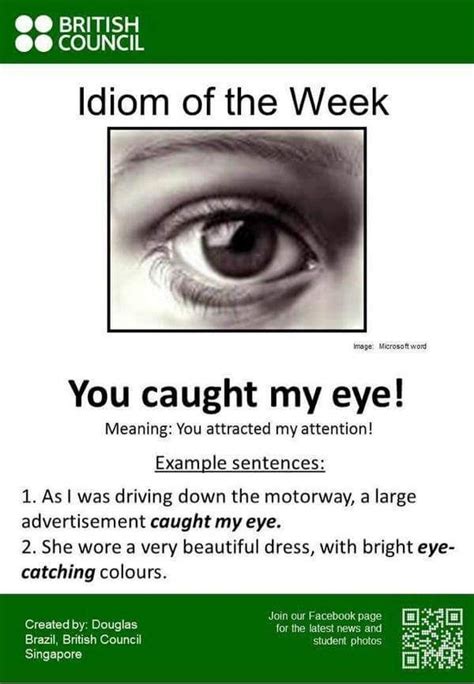 BRITISH
COUNCIL
Idiom of the Week
Image: Microsoft word
You caught my eye!
Meaning: You attracted my attention!
Example sentences:
1. As I was driving down the motorway, a large
advertisement caught my eye.
2. She wore a very beautiful dress, with bright eye-
catching colours.
Created by: Douglas
Brazil, British Council
Singapore
Join our Facebook page
for the latest news and
student photos